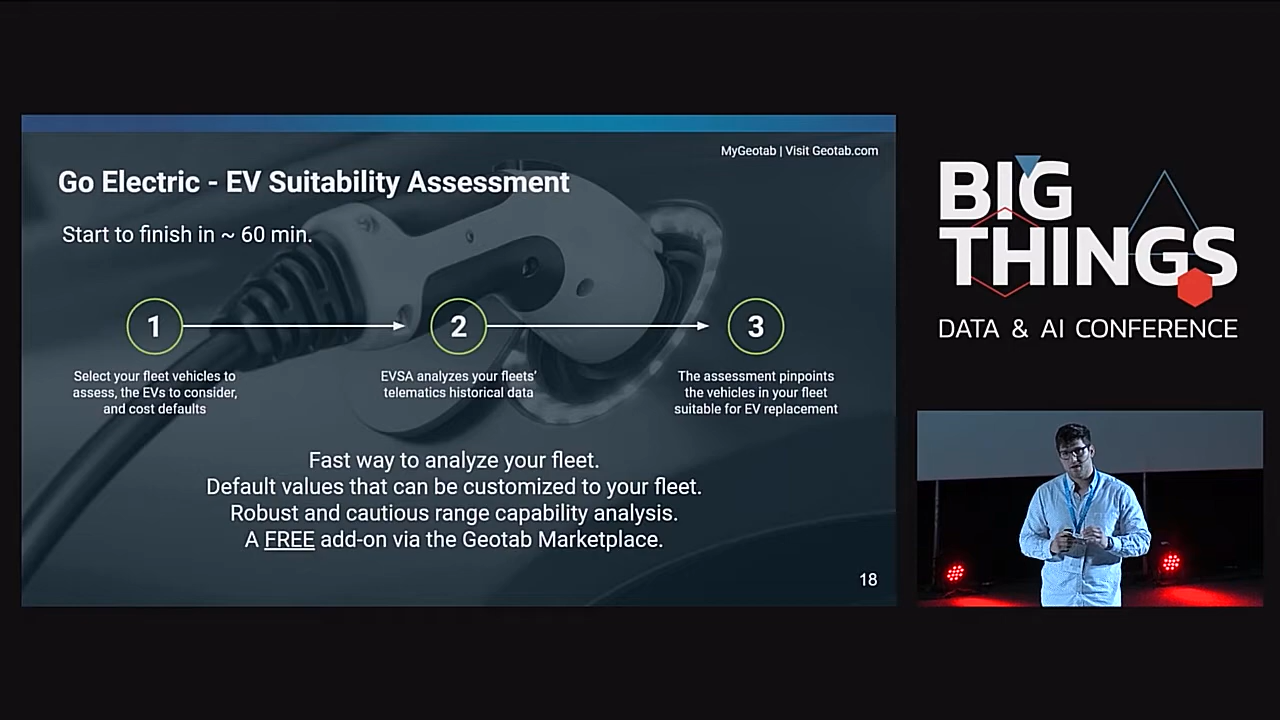 MyGeotab | Visit Geotab.com
Go Electric - EV Suitability Assessment
Start to finish in ~ 60 min.
1
2
3
Select your fleet vehicles to
assess, the EVs to consider,
and cost defaults
EVSA analyzes your fleets’
telematics historical data
The assessment pinpoints
the vehicles in your fleet
suitable for EV replacement
Fast way to analyze your fleet.
Default values that can be customized to your fleet.
Robust and cautious range capability analysis.
A FREE add-on via the Geotab Marketplace.
18
BIG
THINGS
DATA & AI CONFERENCE